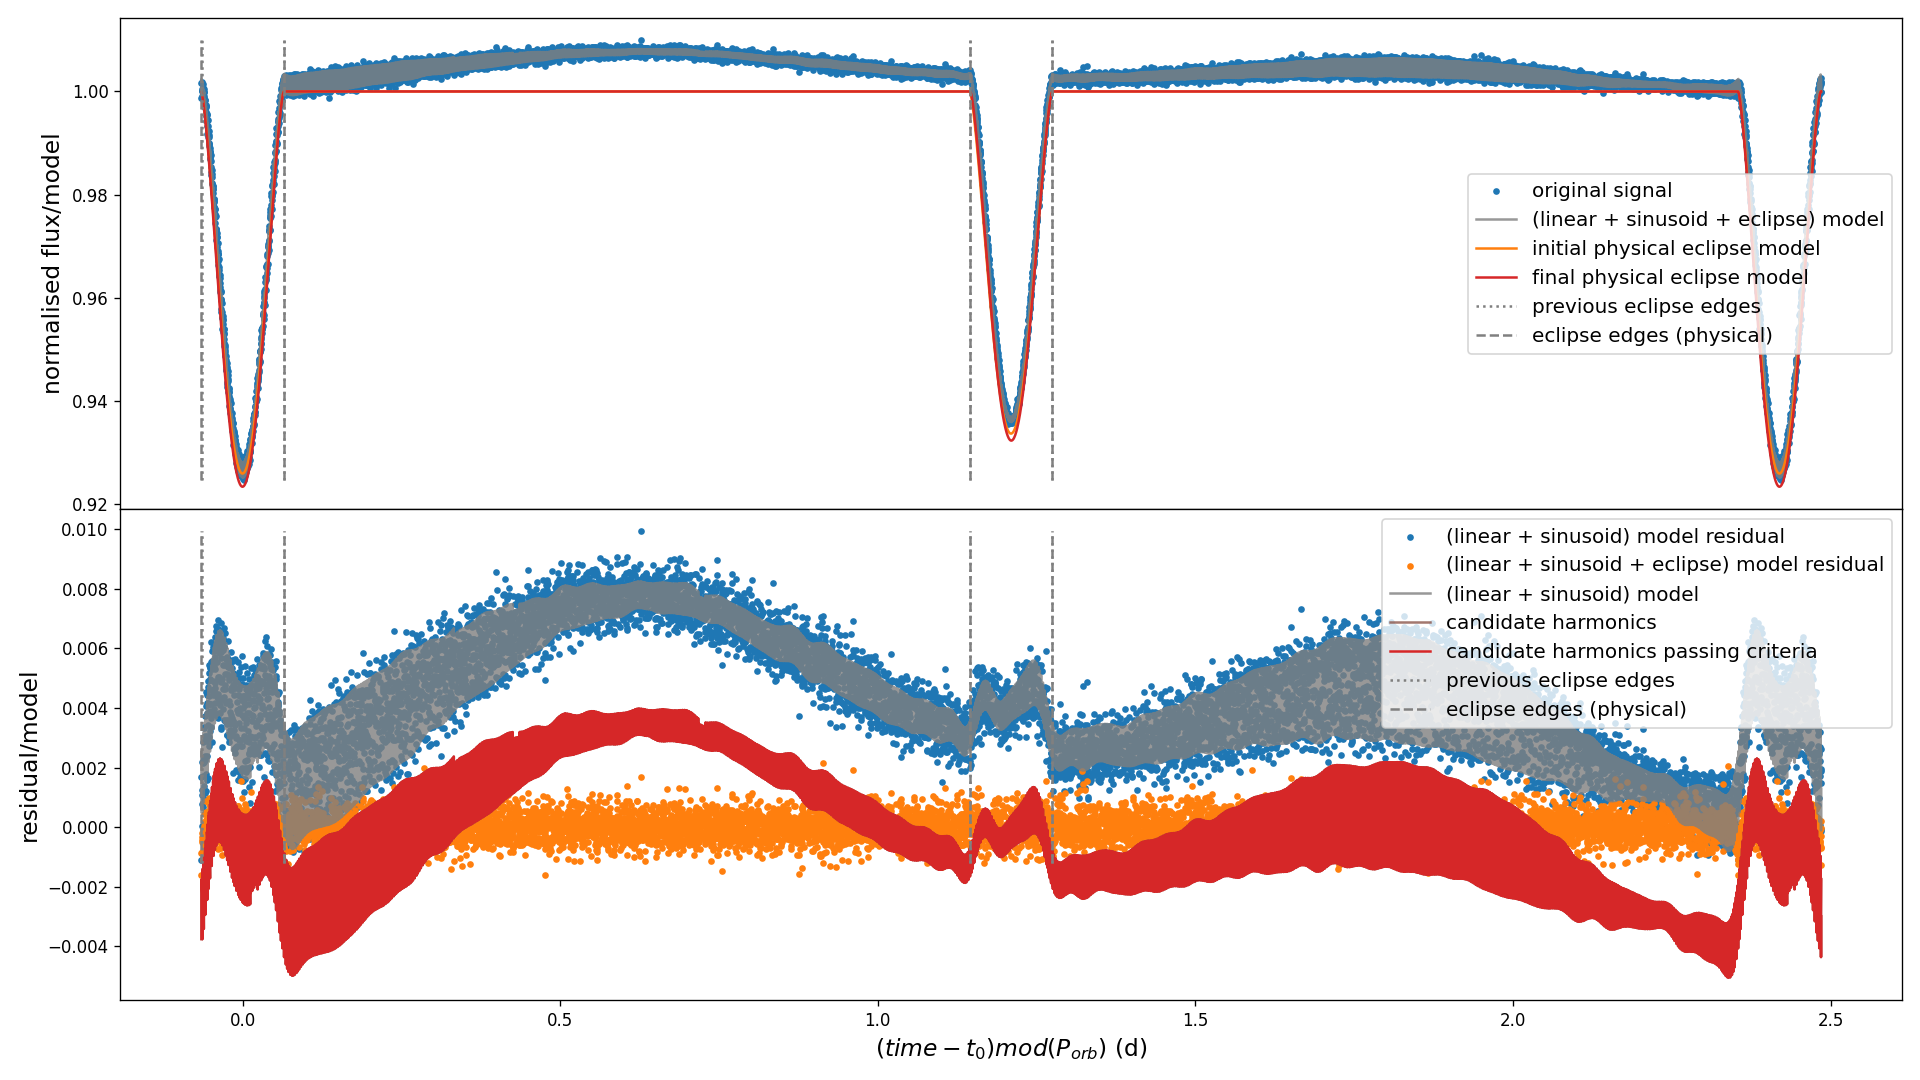 normalised flux/model
1.00
0.98
0.96
0.94
0.92
original signal
(linear + sinusoid + eclipse) model
initial physical eclipse model
final physical eclipse model
previous eclipse edges
eclipse edges (physical)
residual/model
0.010
0.008
0.006
0.004
0.002
0.000
−0.002
−0.004
(linear + sinusoid) model residual
(linear + sinusoid + eclipse) model residual
(linear + sinusoid) model
candidate harmonics
candidate harmonics passing criteria
previous eclipse edges
eclipse edges (physical)
0.0 0.5 1.0 1.5 2.0 2.5
(time − t₀)mod(Pₒᵣb) (d)